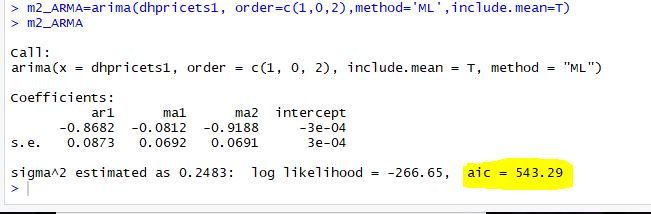 > m2_ARMA=arima(dhpricets1, order=c(1,0,2),method='ML',include.mean=T)
> m2_ARMA
Call:
arima(x = dhpricets1, order = c(1, 0, 2), include.mean = T, method = "ML")
Coefficients:
ar1 ma1 ma2 intercept
-0.8682 -0.0812 -0.9188 -3e-04
s.e. 0.0873 0.0692 0.0691 3e-04
sigma^2 estimated as 0.2483: log likelihood = -266.65, aic = 543.29
>